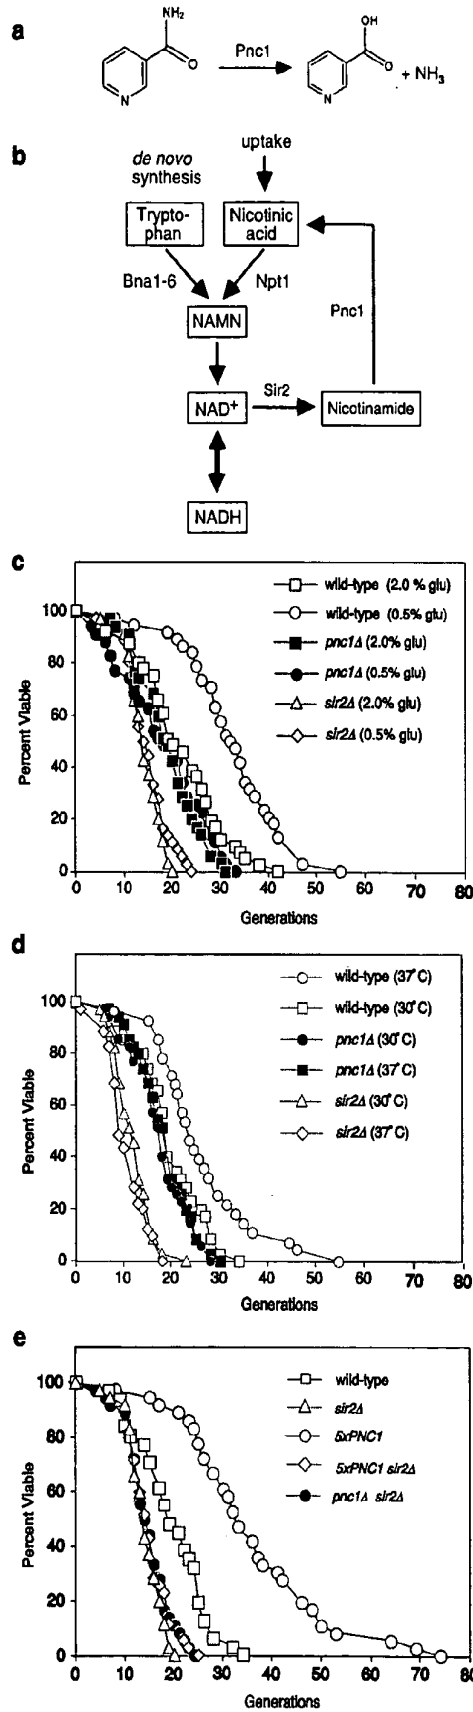 a
NH₂
O
N
Pnc1
OH
O
N
+ NH₃
b
de novo
synthesis
uptake
Trypto-
phan
Nicotinic
acid
Bna1-6
Npt1
Pnc1
NAMN
Sir2
NAD⁺
Nicotinamide
NADH
c
wild-type (2.0 % glu)
wild-type (0.5% glu)
pnc1Δ (2.0% glu)
pnc1Δ (0.5% glu)
sir2Δ (2.0% glu)
sir2Δ (0.5% glu)
Percent Viable
100
80
60
40
20
0
0 10 20 30 40 50 60 70 80
Generations
d
wild-type (37°C)
wild-type (30°C)
pnc1Δ (30°C)
pnc1Δ (37°C)
sir2Δ (30°C)
sir2Δ (37°C)
Percent Viable
100
80
60
40
20
0
0 10 20 30 40 50 60 70 80
Generations
e
wild-type
sir2Δ
5xPNC1
5xPNC1 sir2Δ
pnc1Δ sir2Δ
Percent Viable
100
80
60
40
20
0
0 10 20 30 40 50 60 70 80
Generations